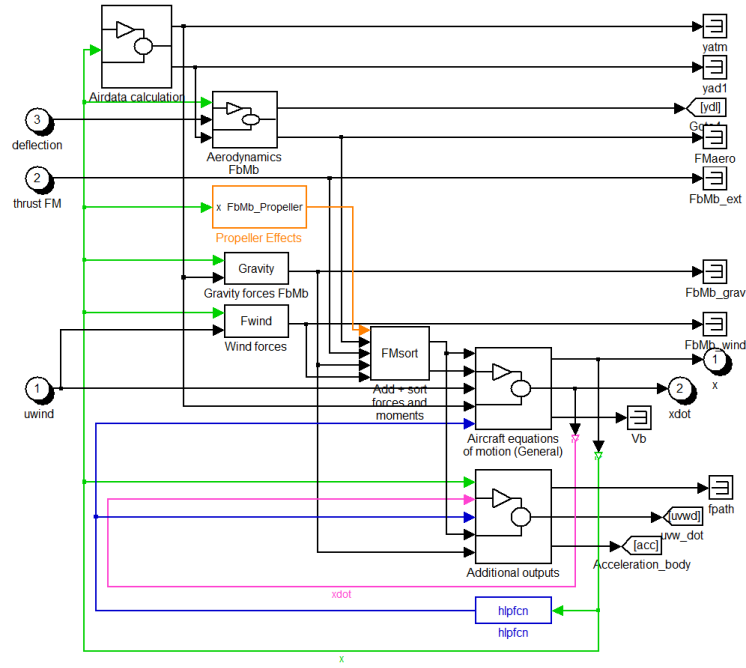 yatm
Airdata calculation
yad1
3
deflection
[ydl]
Aerodynamics
FbMb
FMaero
2
thrust FM
FbMb_ext
x FbMb_Propeller
Propeller Effects
Gravity
Gravity forces FbMb
FbMb_grav
Fwind
Wind forces
FbMb_wind
FMsort
Add + sort
forces and
moments
1
uwind
1
x
2
xdot
Vb
Aircraft equations
of motion (General)
fpath
[uvwd]
uvw_dot
[acc]
Acceleration_body
Additional outputs
xdot
hlpfcn
hlpfcn
x